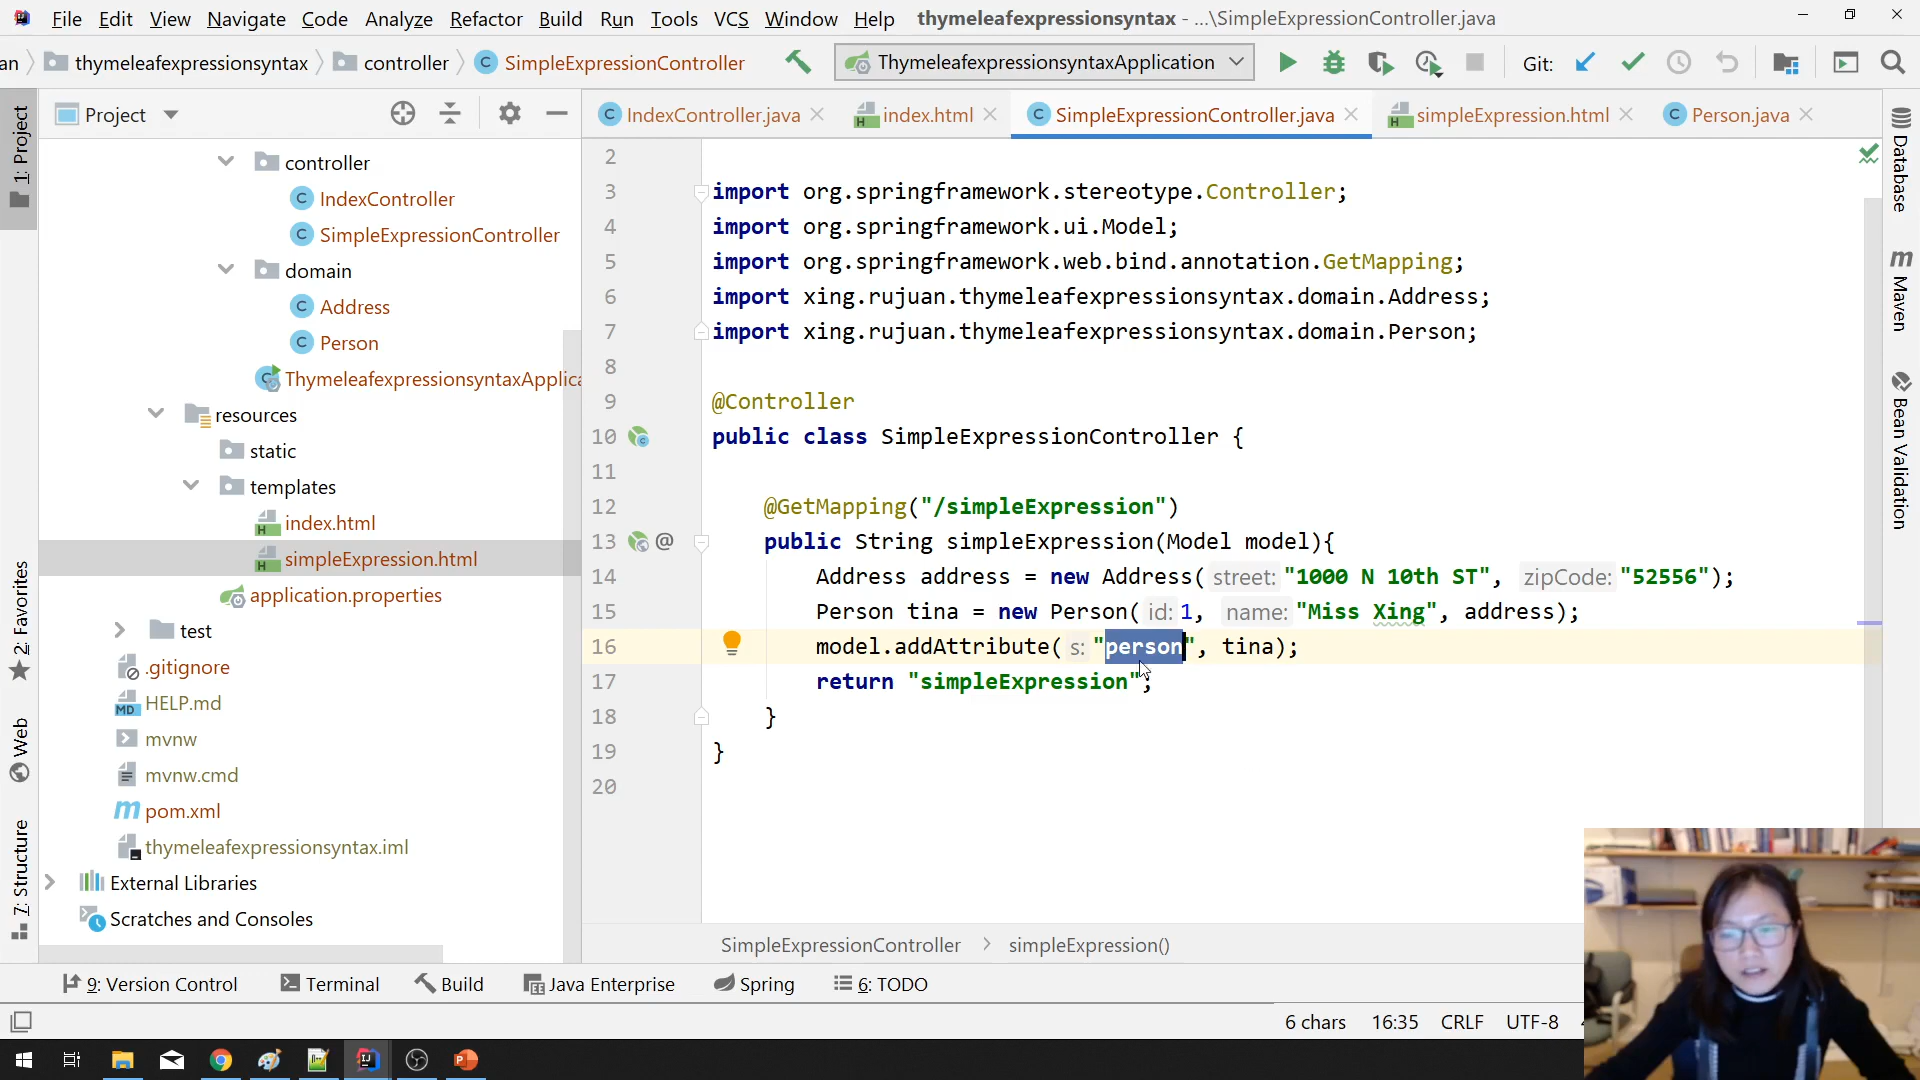 File Edit View Navigate Code Analyze Refactor Build Run Tools VCS Window Help thymeleafexpressionsyntax - ...\SimpleExpressionController.java
an thymeleafexpressionsyntax controller SimpleExpressionController ThymeleafexpressionsyntaxApplication Git:
Project
IndexController.java index.html SimpleExpressionController.java simpleExpression.html Person.java
1: Project
2: Favorites
Web
7: Structure
controller
IndexController
SimpleExpressionController
domain
Address
Person
ThymeleafexpressionsyntaxApplica
resources
static
templates
index.html
simpleExpression.html
application.properties
test
.gitignore
HELP.md
mvnw
mvnw.cmd
pom.xml
thymeleafexpressionsyntax.iml
External Libraries
Scratches and Consoles
2
3 import org.springframework.stereotype.Controller;
4 import org.springframework.ui.Model;
5 import org.springframework.web.bind.annotation.GetMapping;
6 import xing.rujuan.thymeleafexpressionsyntax.domain.Address;
7 import xing.rujuan.thymeleafexpressionsyntax.domain.Person;
8
9 @Controller
10 public class SimpleExpressionController {
11
12 @GetMapping("/simpleExpression")
13 @ public String simpleExpression(Model model){
14 Address address = new Address( street: "1000 N 10th ST", zipCode: "52556");
15 Person tina = new Person( id: 1, name: "Miss Xing", address);
16 model.addAttribute( s: "person", tina);
17 return "simpleExpression";
18 }
19 }
20
SimpleExpressionController simpleExpression()
Database
Maven
Bean Validation
9: Version Control Terminal Build Java Enterprise Spring 6: TODO
6 chars 16:35 CRLF UTF-8